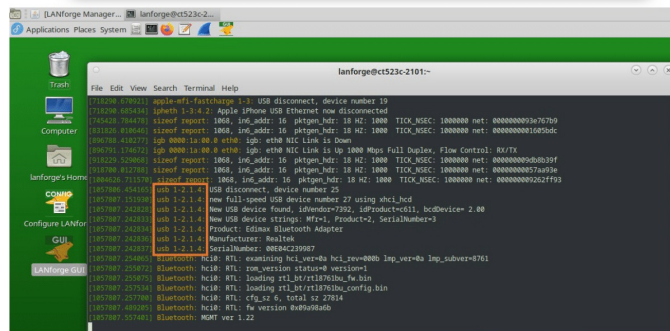 [LANforge Manager... lanforge@ct523c-2...
Applications Places System
lanforge@ct523c-2101:~
Trash
File Edit View Search Terminal Help
[718290.670921] apple-mfi-fastcharge 1-3: USB disconnect, device number 19
[718290.685434] ipheth 1-3:4.2: Apple iPhone USB Ethernet now disconnected
[745428.784478] sizeof report: 1068, in6_addr: 16 pktgen_hdr: 18 HZ: 1000 TICK_NSEC: 1000000 net: 0000000093e767b9
[831826.010646] sizeof report: 1068, in6_addr: 16 pktgen_hdr: 18 HZ: 1000 TICK_NSEC: 1000000 net: 0000000001605bdc
[896788.410277] igb 0000:1a:00.0 eth0: igb: eth0 NIC Link is Down
[896791.174672] igb 0000:1a:00.0 eth0: igb: eth0 NIC Link is Up 1000 Mbps Full Duplex, Flow Control: RX/TX
[918229.529068] sizeof report: 1068, in6_addr: 16 pktgen_hdr: 18 HZ: 1000 TICK_NSEC: 1000000 net: 000000009db8b39f
[918700.012788] sizeof report: 1068, in6_addr: 16 pktgen_hdr: 18 HZ: 1000 TICK_NSEC: 1000000 net: 0000000057aa93e
[1004626.711570] sizeof report: 1068, in6_addr: 16 pktgen_hdr: 18 HZ: 1000 TICK_NSEC: 1000000 net: 000000009262ff93
[1057806.454165] usb 1-2.1.4: USB disconnect, device number 25
[1057807.151930] usb 1-2.1.4: new full-speed USB device number 27 using xhci_hcd
[1057807.242828] usb 1-2.1.4: New USB device found, idVendor=7392, idProduct=c611, bcdDevice= 2.00
[1057807.242833] usb 1-2.1.4: New USB device strings: Mfr=1, Product=2, SerialNumber=3
[1057807.242834] usb 1-2.1.4: Product: Edimax Bluetooth Adapter
[1057807.242836] usb 1-2.1.4: Manufacturer: Realtek
[1057807.242837] usb 1-2.1.4: SerialNumber: 00E04C239987
[1057807.254065] Bluetooth: hci0: RTL: examining hci_ver=0a hci_rev=000b lmp_ver=0a lmp_subver=8761
[1057807.255072] Bluetooth: hci0: RTL: rom_version status=0 version=1
[1057807.255075] Bluetooth: hci0: RTL: loading rtl_bt/rtl8761bu_fw.bin
[1057807.257534] Bluetooth: hci0: RTL: loading rtl_bt/rtl8761bu_config.bin
[1057807.257700] Bluetooth: hci0: RTL: cfg_sz 6, total sz 27814
[1057807.409205] Bluetooth: hci0: RTL: fw version 0x09a98a6b
[1057807.557401] Bluetooth: MGMT ver 1.22
Computer
lanforge's Home
CONFIG
Configure LANfor
GUI
LANforge GUI